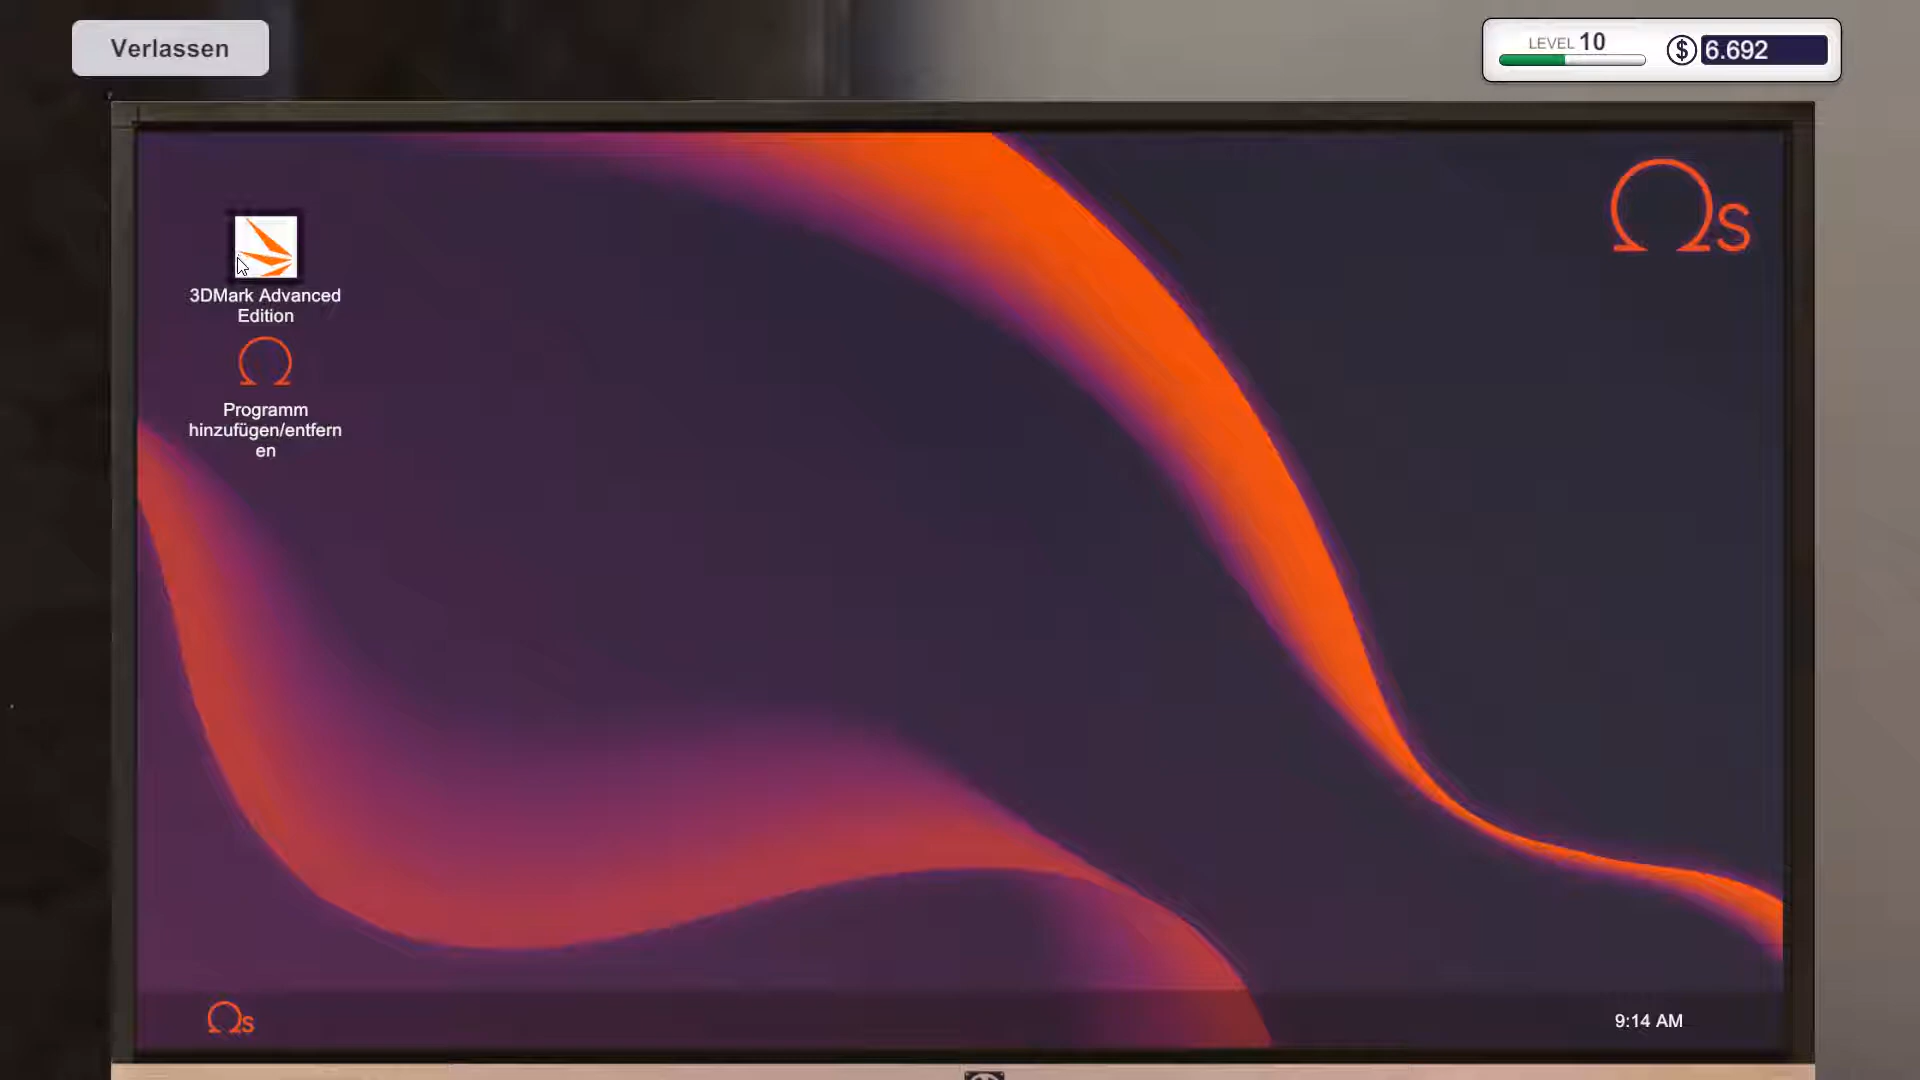 Verlassen
LEVEL 10
$ 6.692
Ωs
3DMark Advanced
Edition
Programm
hinzufügen/entfern
en
Ωs
9:14 AM